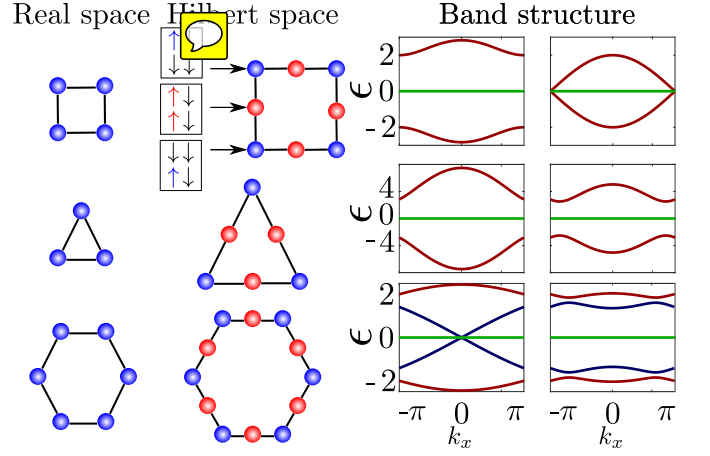 Real space Hilbert space Band structure
↑
↓↓
↑↓
↑↓
↓↓
↑↓
ϵ 2 0 -2
ϵ 4 0 -4
ϵ 2 0 -2
-π 0 π -π 0 π
kₓ kₓ